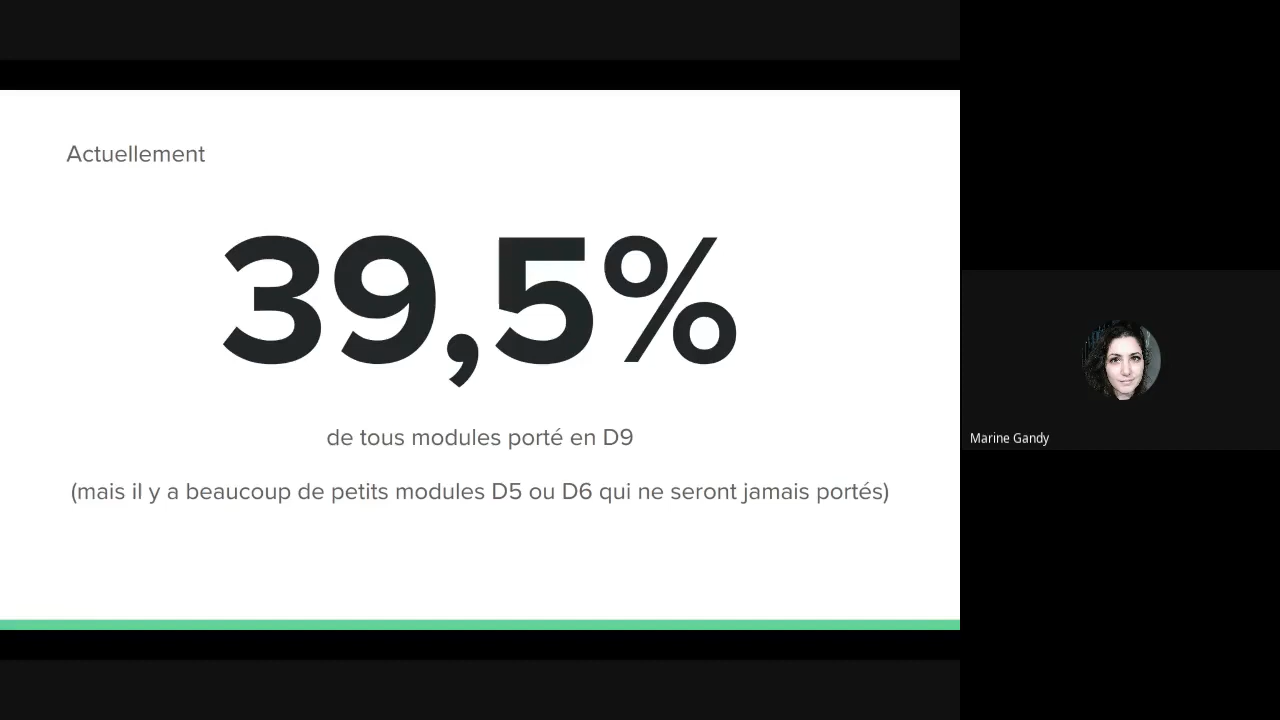 Actuellement
39,5%
de tous modules porté en D9
(mais il y a beaucoup de petits modules D5 ou D6 qui ne seront jamais portés)
Marine Gandy